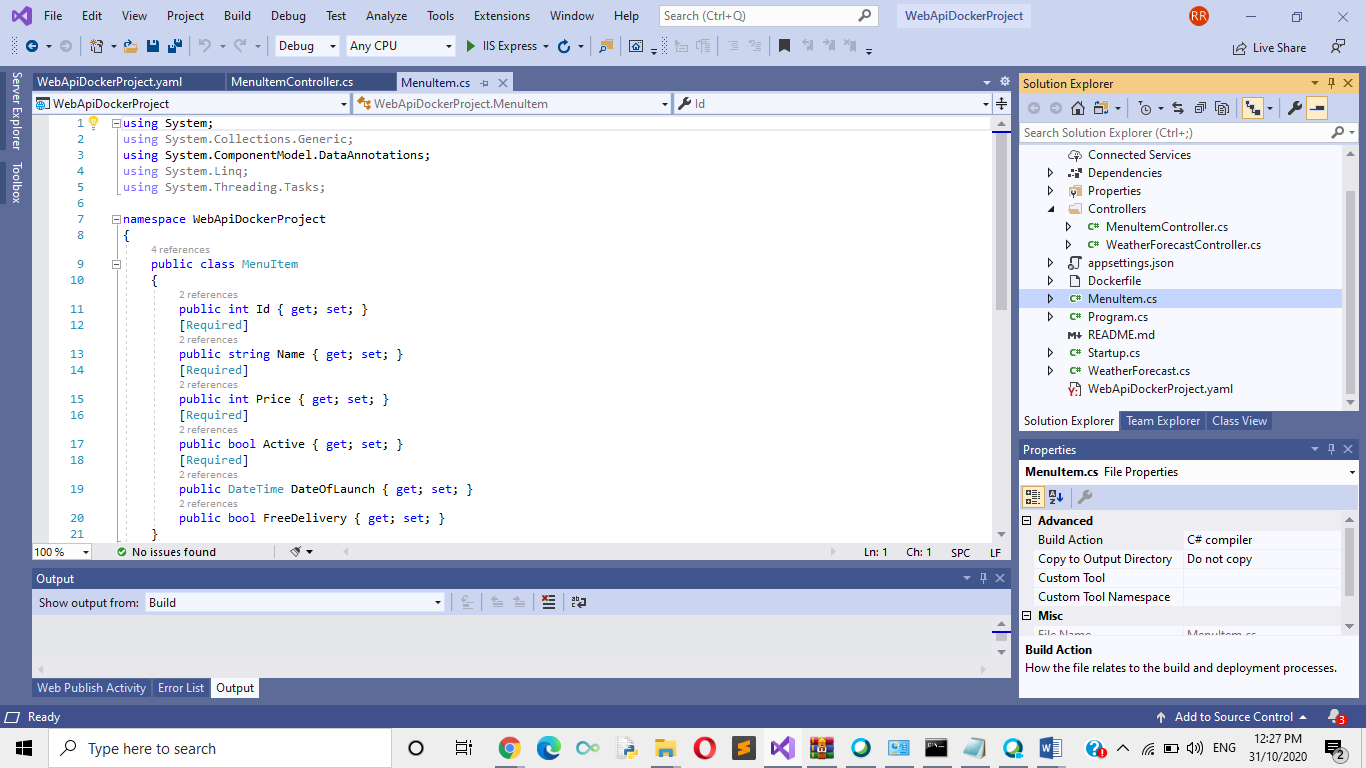 File Edit View Project Build Debug Test Analyze Tools Extensions Window Help Search (Ctrl+Q) WebApiDockerProject RR
Debug Any CPU IIS Express Live Share
Server Explorer
Toolbox
WebApiDockerProject.yaml MenuItemController.cs MenuItem.cs
WebApiDockerProject WebApiDockerProject.MenuItem Id
1 using System;
2 using System.Collections.Generic;
3 using System.ComponentModel.DataAnnotations;
4 using System.Linq;
5 using System.Threading.Tasks;
6
7 namespace WebApiDockerProject
8 {
4 references
9 public class MenuItem
10 {
2 references
11 public int Id { get; set; }
12 [Required]
2 references
13 public string Name { get; set; }
14 [Required]
2 references
15 public int Price { get; set; }
16 [Required]
2 references
17 public bool Active { get; set; }
18 [Required]
2 references
19 public DateTime DateOfLaunch { get; set; }
2 references
20 public bool FreeDelivery { get; set; }
21 }
100 % No issues found Ln: 1 Ch: 1 SPC LF
Output
Show output from: Build
Web Publish Activity Error List Output
Solution Explorer
Search Solution Explorer (Ctrl+;)
Connected Services
Dependencies
Properties
Controllers
C# MenuItemController.cs
C# WeatherForecastController.cs
appsettings.json
Dockerfile
C# MenuItem.cs
C# Program.cs
README.md
C# Startup.cs
C# WeatherForecast.cs
WebApiDockerProject.yaml
Solution Explorer Team Explorer Class View
Properties
MenuItem.cs File Properties
Advanced
Build Action C# compiler
Copy to Output Directory Do not copy
Custom Tool
Custom Tool Namespace
Misc
File Name MenuItem.cs
Build Action
How the file relates to the build and deployment processes.
Ready Add to Source Control 3
Type here to search ENG 12:27 PM
31/10/2020 2